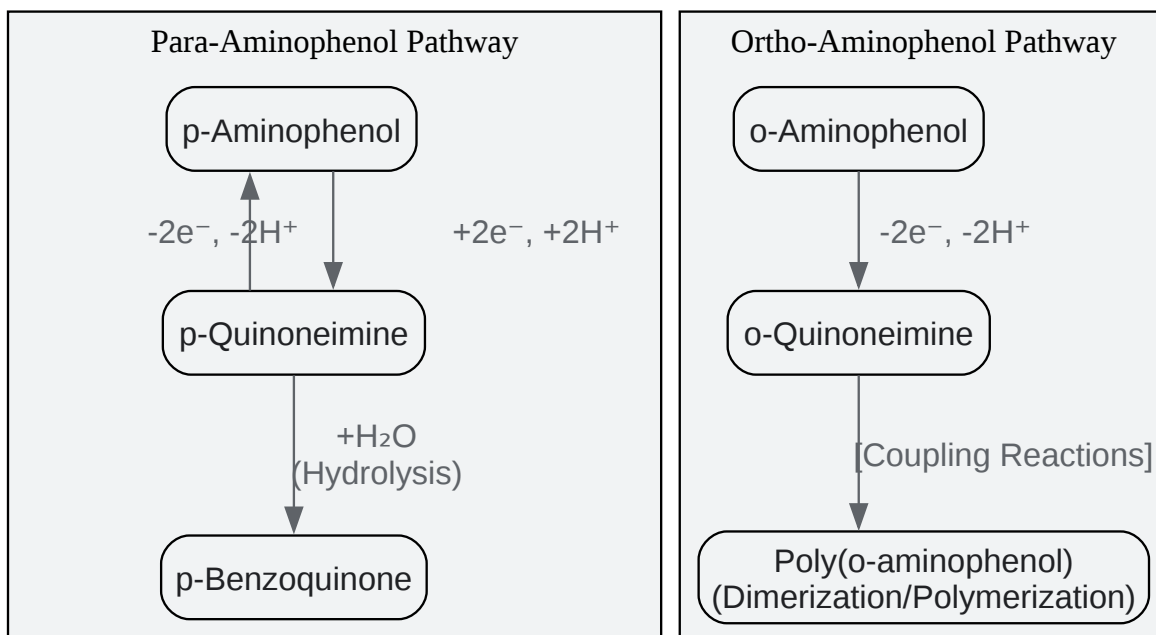 Para-Aminophenol Pathway
p-Aminophenol
-2e⁻, -2H⁺
+2e⁻, +2H⁺
p-Quinoneimine
+H₂O
(Hydrolysis)
p-Benzoquinone
Ortho-Aminophenol Pathway
o-Aminophenol
-2e⁻, -2H⁺
o-Quinoneimine
[Coupling Reactions]
Poly(o-aminophenol)
(Dimerization/Polymerization)